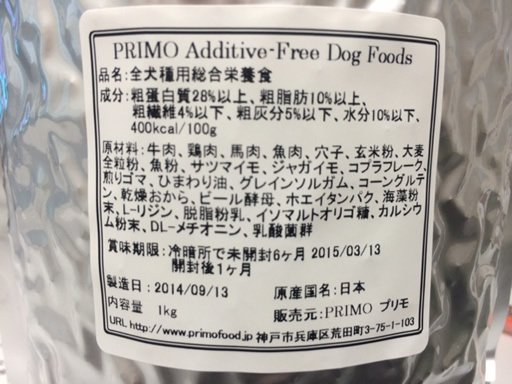 PRIMO Additive-Free Dog Foods
品名:全犬種用総合栄養食
成分:粗蛋白質28%以上、粗脂肪10%以上、
粗繊維4%以下、粗灰分5%以下、水分10%以下、
400kcal/100g
原材料:牛肉、鶏肉、馬肉、魚肉、穴子、玄米粉、大麦
全粒粉、魚粉、サツマイモ、ジャガイモ、コプラフレーク、
煎りゴマ、ひまわり油、グレインソルガム、コーングルテ
ン、乾燥おから、ビール酵母、ホエイタンパク、海藻粉
末、L-リジン、脱脂粉乳、イソマルトオリゴ糖、カルシウ
ム粉末、DL-メチオニン、乳酸菌群
賞味期限:冷暗所で未開封6ヶ月 2015/03/13
開封後1ヶ月
製造日:2014/09/13 原産国名:日本
内容量 1kg 販売元:PRIMO プリモ
URL http://www.primofood.jp 神戸市兵庫区荒田町3-75-1-103